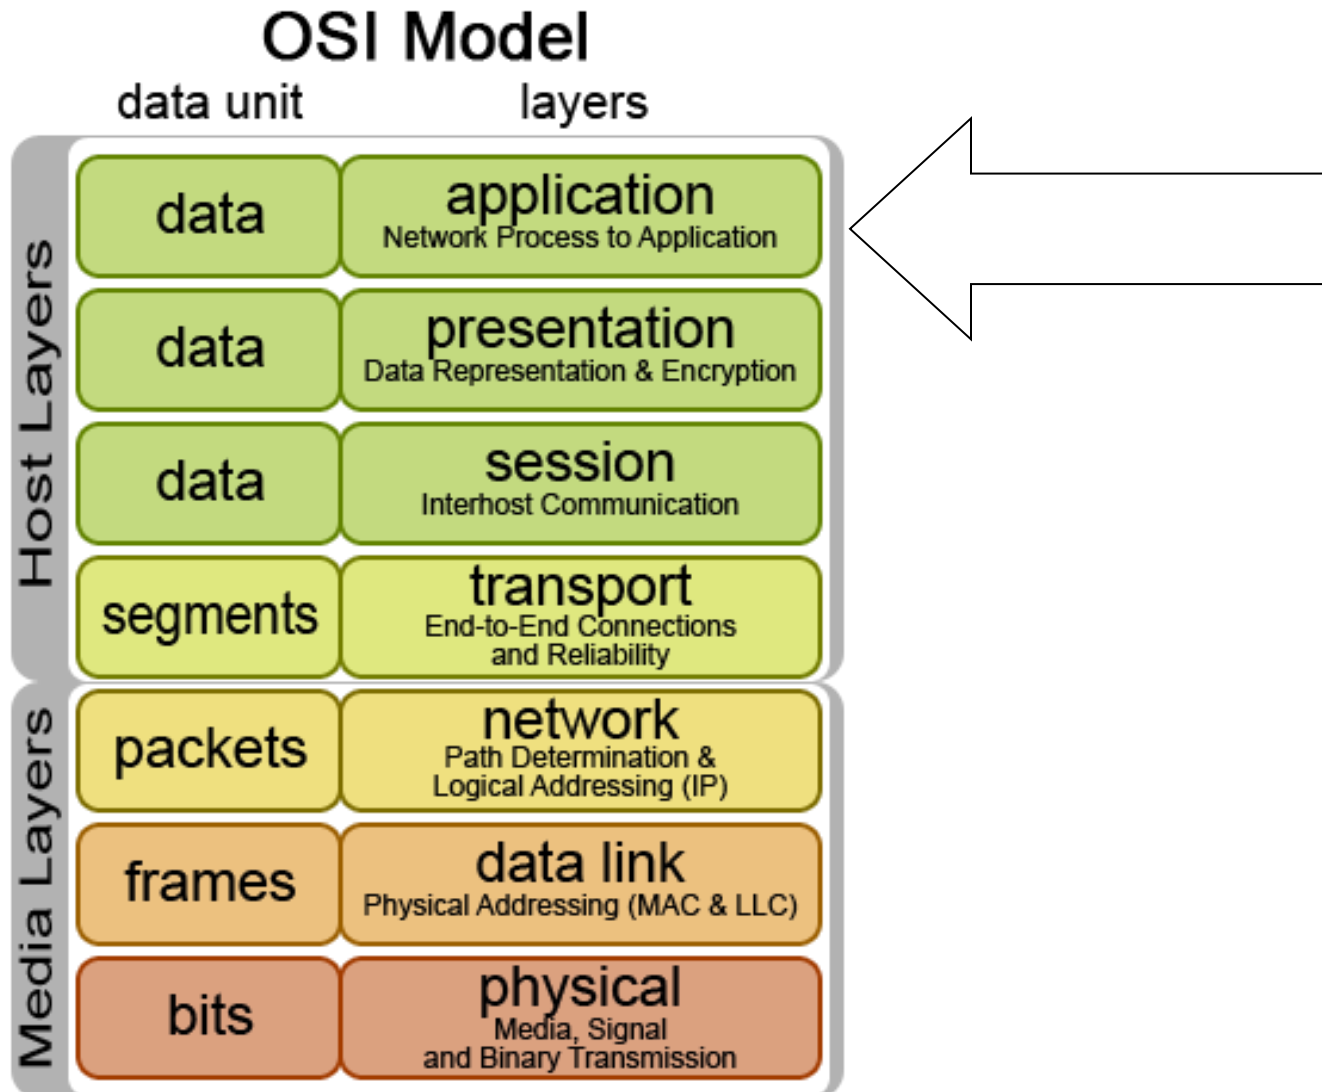 OSI Model
data unit layers
Host Layers
data application
Network Process to Application
data presentation
Data Representation & Encryption
data session
Interhost Communication
segments transport
End-to-End Connections
and Reliability
Media Layers
packets network
Path Determination &
Logical Addressing (IP)
frames data link
Physical Addressing (MAC & LLC)
bits physical
Media, Signal
and Binary Transmission